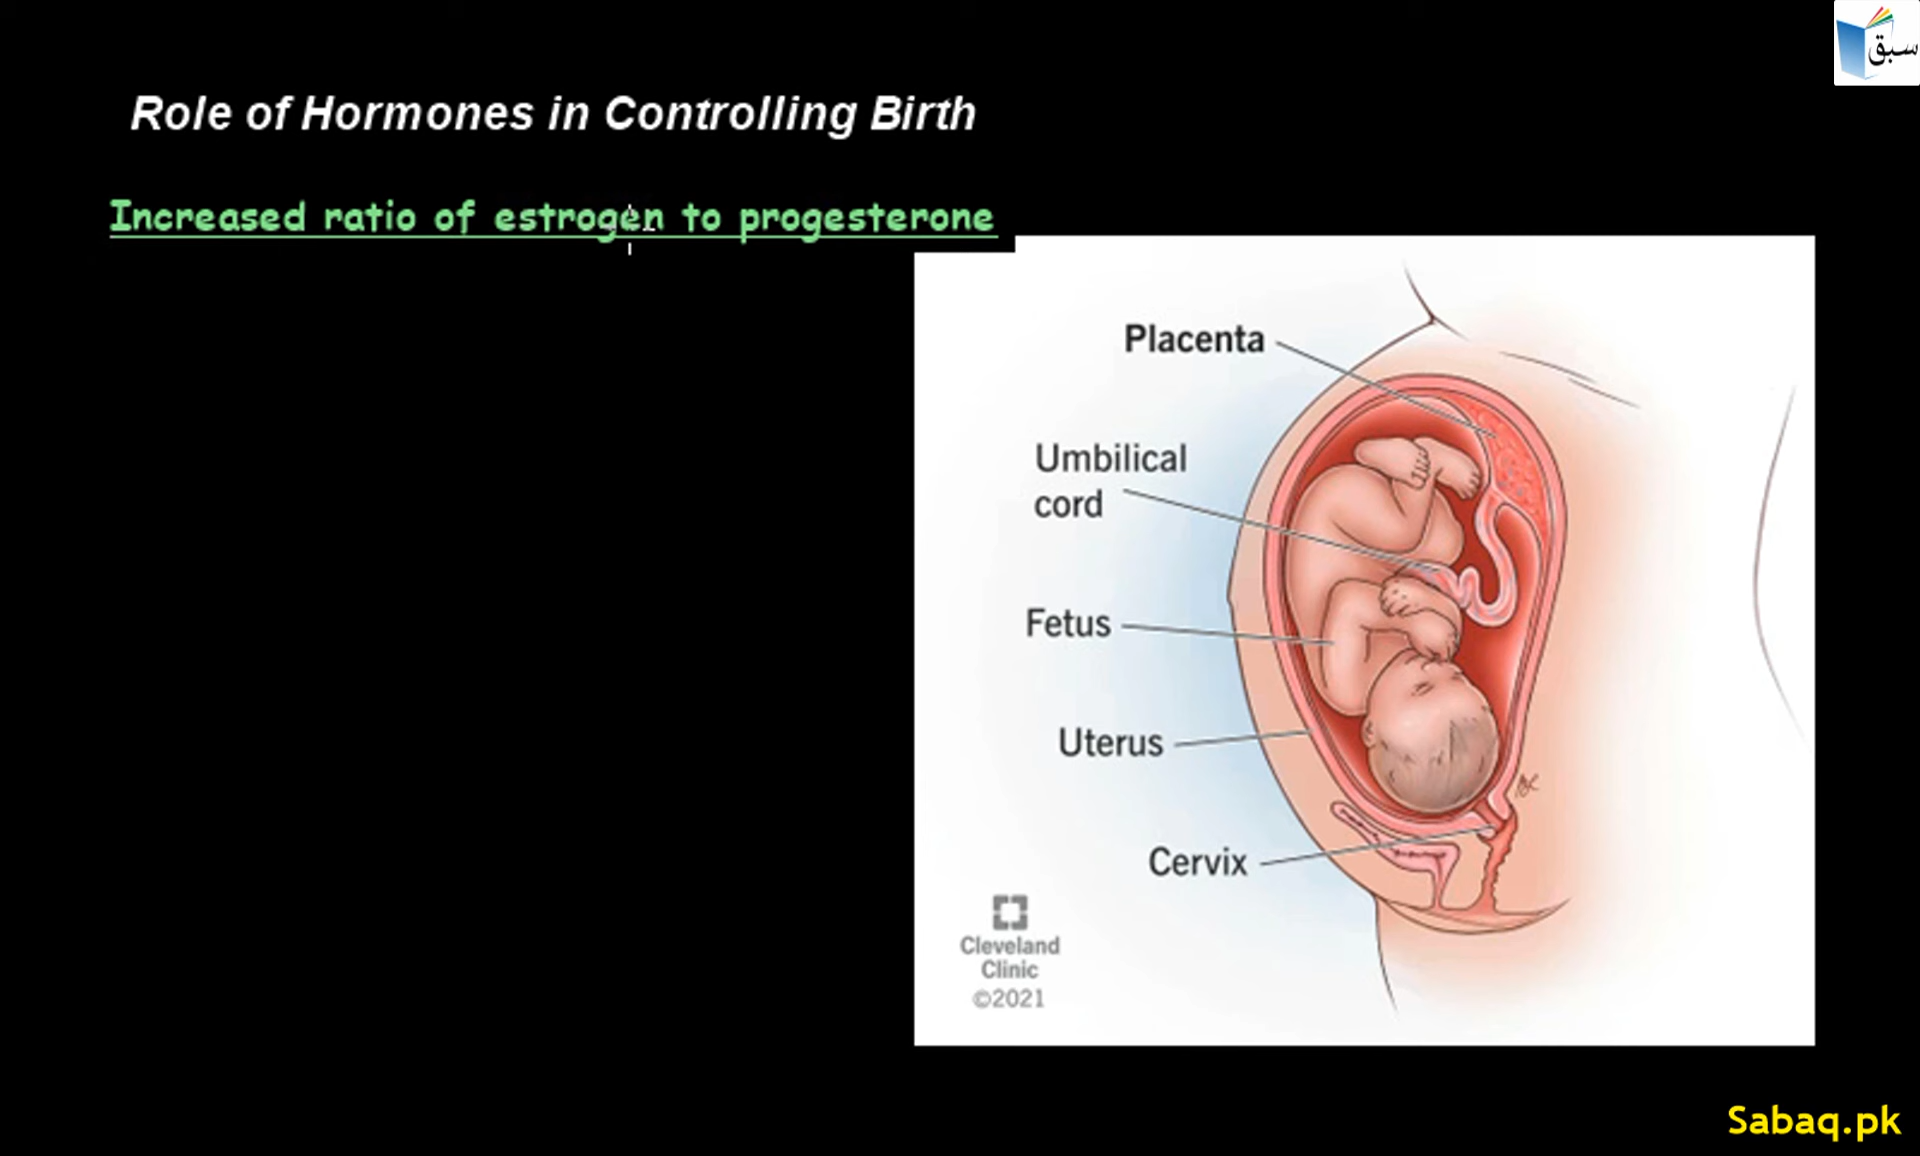 سبق
Role of Hormones in Controlling Birth
Increased ratio of estrogen to progesterone
Placenta
Umbilical
cord
Fetus
Uterus
Cervix
Cleveland
Clinic
©2021
Sabaq.pk